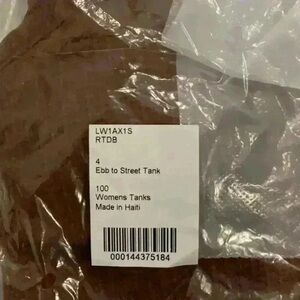 LW1AX1S
RTDB
4
Ebb to Street Tank
100
Womens Tanks
Made in Haiti
000144375184